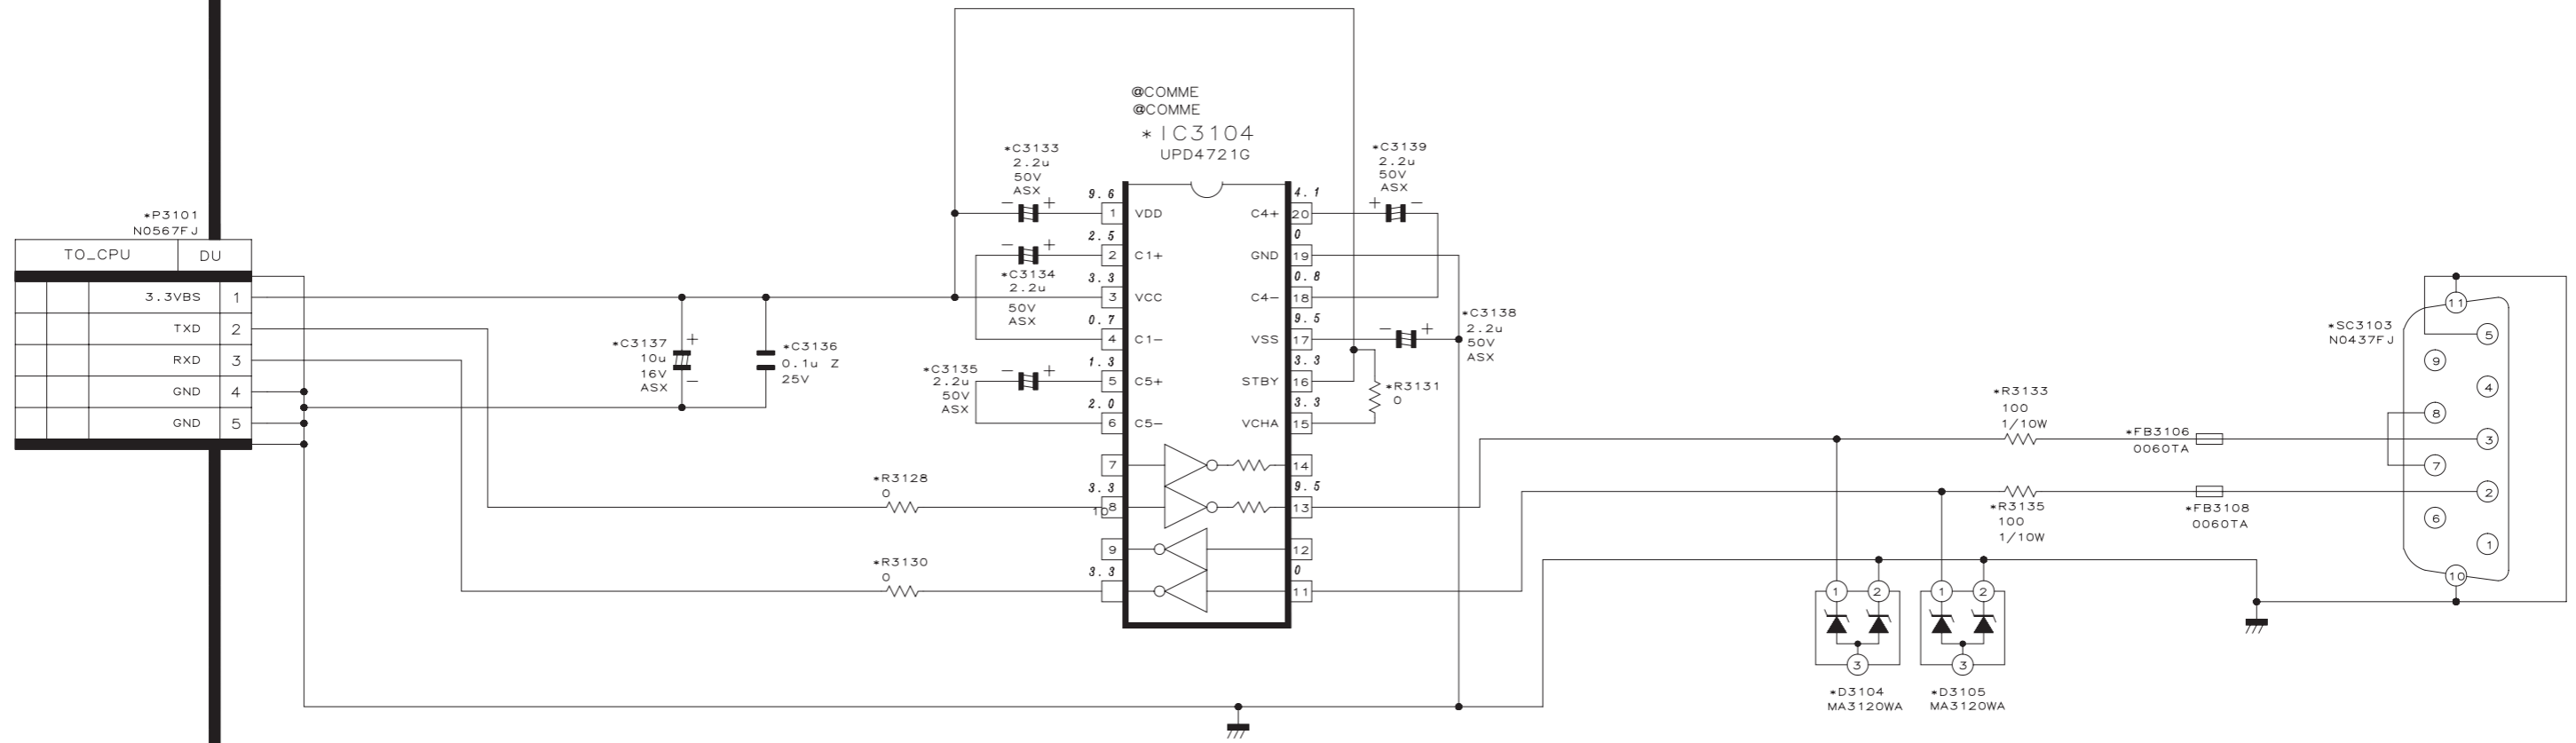 *P3101
N0567FJ
TO_CPU DU
3.3VBS 1
TXD 2
RXD 3
GND 4
GND 5
*C3137
10u
16V
ASX
+
-
*C3136
0.1u Z
25V
@COMME
@COMME
*IC3104
UPD4721G
*C3133
2.2u
50V
ASX
- +
- +
*C3134
2.2u
50V
ASX
*C3135
2.2u
50V
ASX
- +
*R3128
0
*R3130
0
9.6
1 VDD
2.5
2 C1+
3.3
3 VCC
0.7
4 C1-
1.3
5 C5+
2.0
6 C5-
7
3.3
8
10
9
3.3
4.1
C4+ 20
0
GND 19
0.8
C4- 18
9.5
VSS 17
3.3
STBY 16
3.3
VCHA 15
14
9.5
13
12
0
11
*C3139
2.2u
50V
ASX
+ -
- +
*C3138
2.2u
50V
ASX
*R3131
0
*R3133
100
1/10W
*FB3106
0060TA
*R3135
100
1/10W
*FB3108
0060TA
1 2
3
*D3104
MA3120WA
1 2
3
*D3105
MA3120WA
*SC3103
N0437FJ
11
5
9
4
8
3
7
2
6
1
10